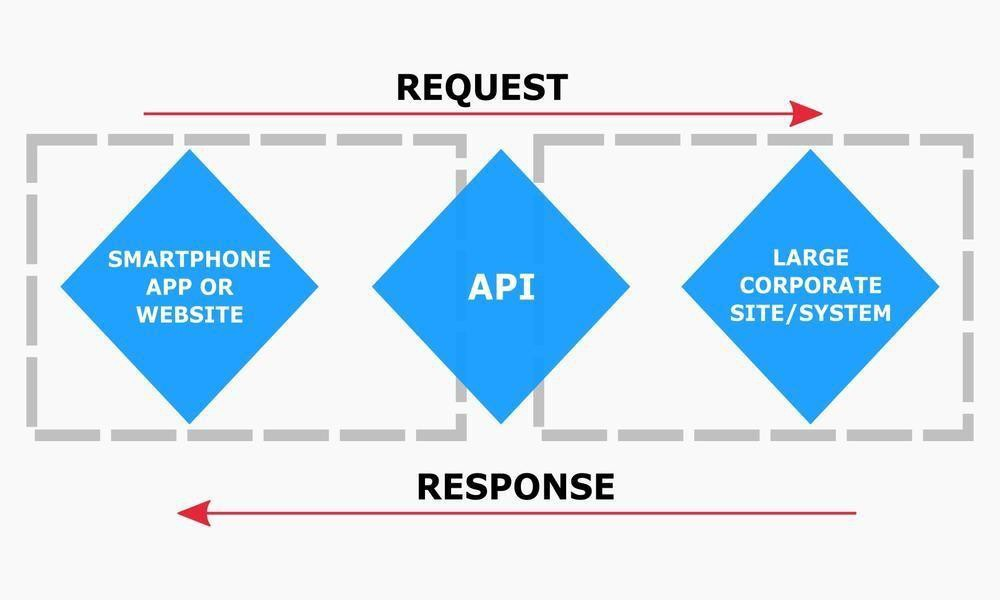 REQUEST
SMARTPHONE
APP OR
WEBSITE
API
LARGE
CORPORATE
SITE/SYSTEM
RESPONSE